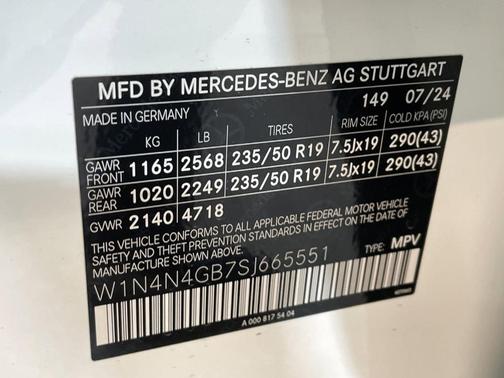 MFD BY MERCEDES-BENZ AG STUTTGART
149 07/24
MADE IN GERMANY
KG LB TIRES RIM SIZE COLD KPA(PSI)
GAWR FRONT 1165 2568 235/50 R19 7.5Jx19 290(43)
GAWR REAR 1020 2249 235/50 R19 7.5Jx19 290(43)
GVWR 2140 4718
THIS VEHICLE CONFORMS TO ALL APPLICABLE FEDERAL MOTOR VEHICLE
SAFETY BUMPER AND THEFT PREVENTION STANDARDS IN EFFECT ON THE DATE OF
MANUFACTURE SHOWN ABOVE.
TYPE: MPV
W1N4N4GB7SJ665551
A 000 817 54 04